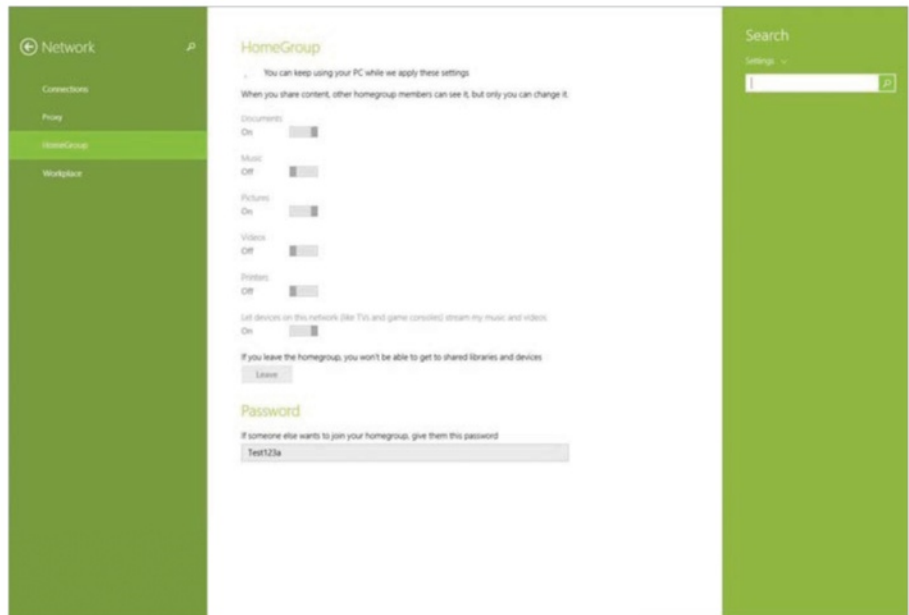 Network
Connections
Proxy
HomeGroup
Workplace
HomeGroup
You can keep using your PC while we apply these settings
When you share content, other homegroup members can see it, but only you can change it.
Documents
On
Music
Off
Pictures
On
Videos
Off
Printers
Off
Let devices on this network (like TVs and game consoles) stream my music and videos
On
If you leave the homegroup, you won't be able to get to shared libraries and devices
Leave
Password
If someone else wants to join your homegroup, give them this password
Test123a
Search
Settings